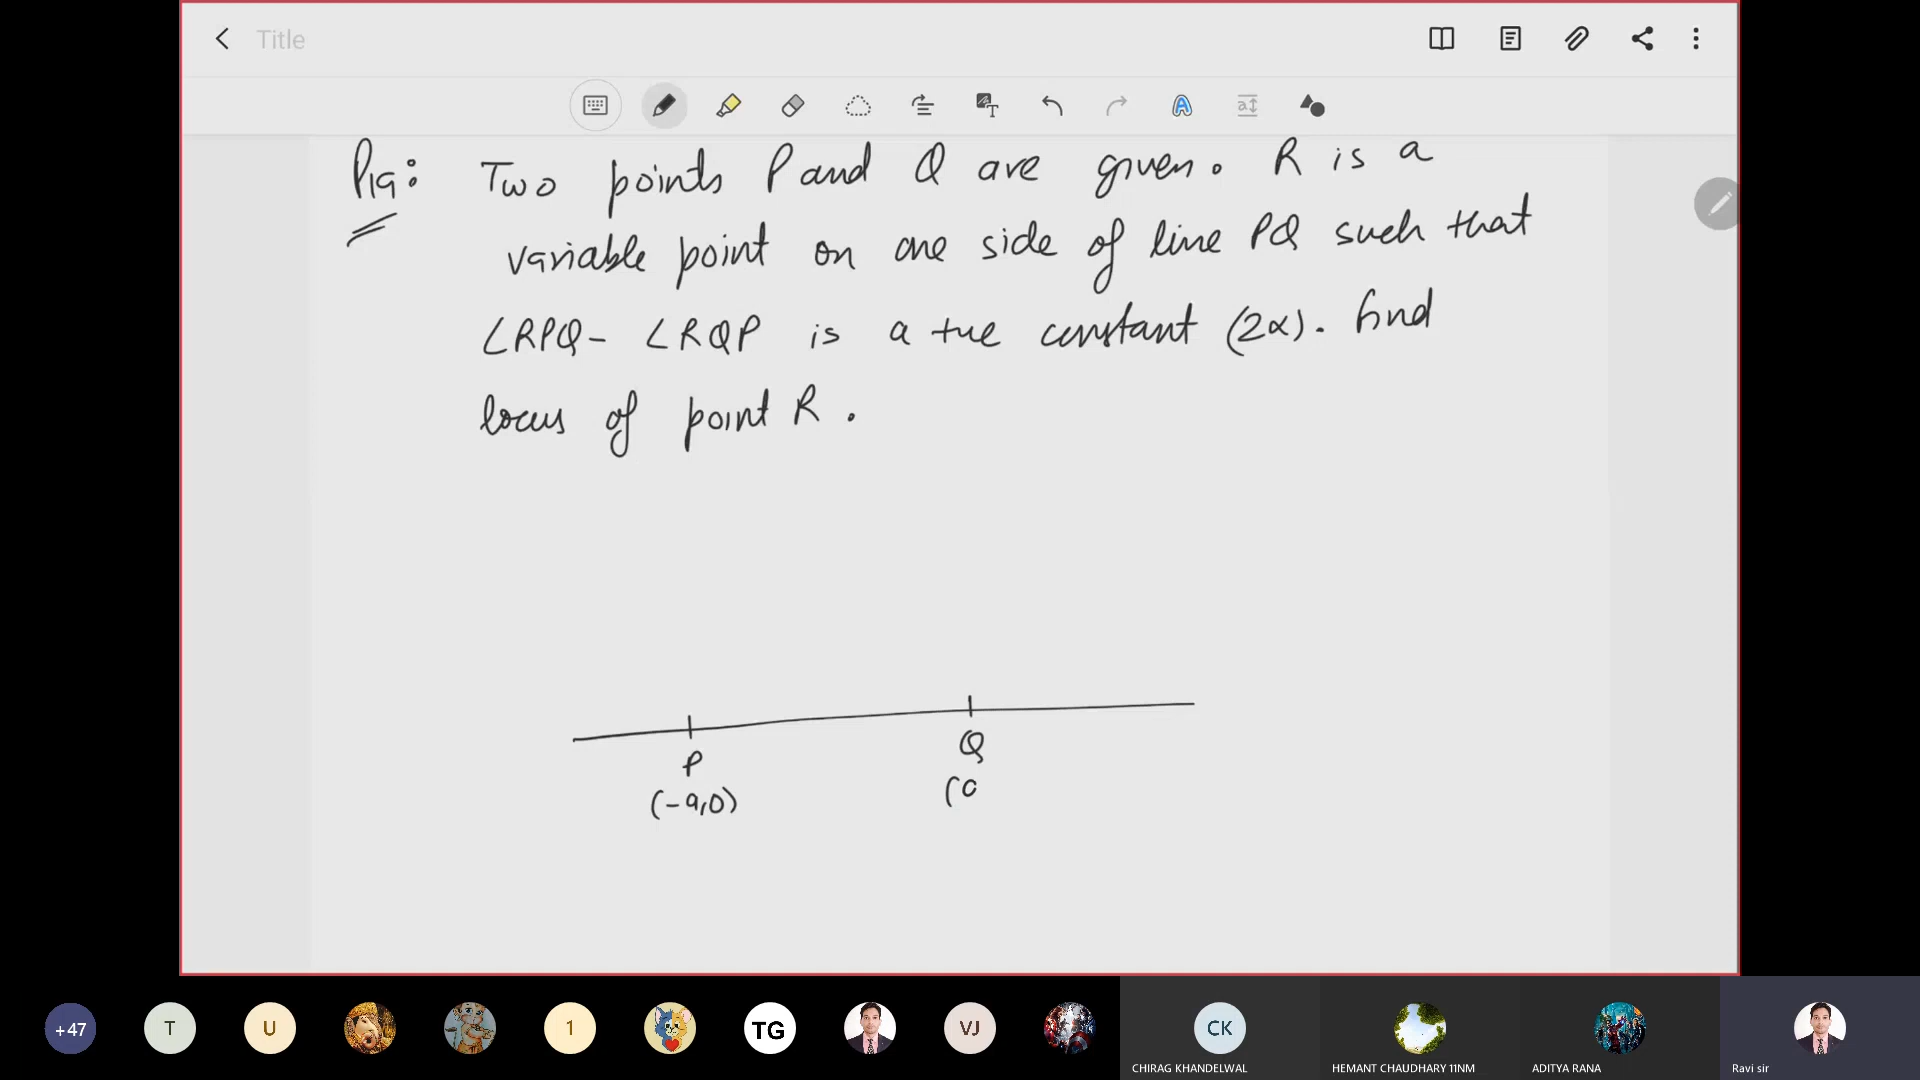 Title
P19: Two points P and Q are given. R is a
variable point on one side of line PQ such that
∠RPQ - ∠RQP is a +ve constant (2α). find
locus of point R.
P
Q
(-a,0)
(a
+47
T
U
1
TG
VJ
CK
CHIRAG KHANDELWAL
HEMANT CHAUDHARY 11NM
ADITYA RANA
Ravi sir